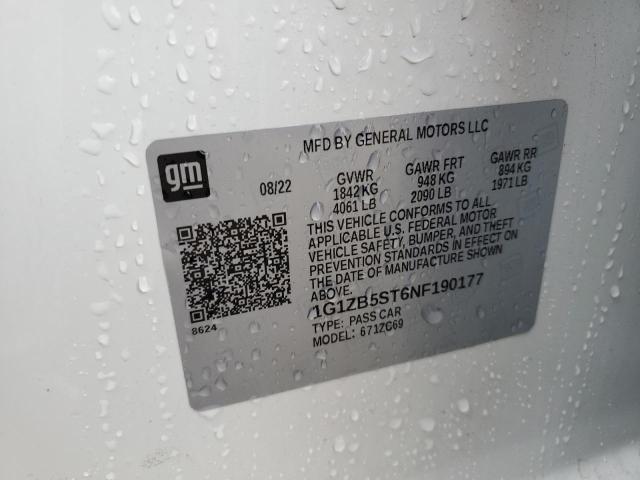 MFD BY GENERAL MOTORS LLC
gm
08/22
GVWR
1842 KG
4061 LB
GAWR FRT
948 KG
2090 LB
GAWR RR
894 KG
1971 LB
THIS VEHICLE CONFORMS TO ALL
APPLICABLE U.S. FEDERAL MOTOR
VEHICLE SAFETY, BUMPER, AND THEFT
PREVENTION STANDARDS IN EFFECT ON
THE DATE OF MANUFACTURE SHOWN
ABOVE.
1G1ZB5ST6NF190177
TYPE: PASS CAR
MODEL: 671ZC69
8624